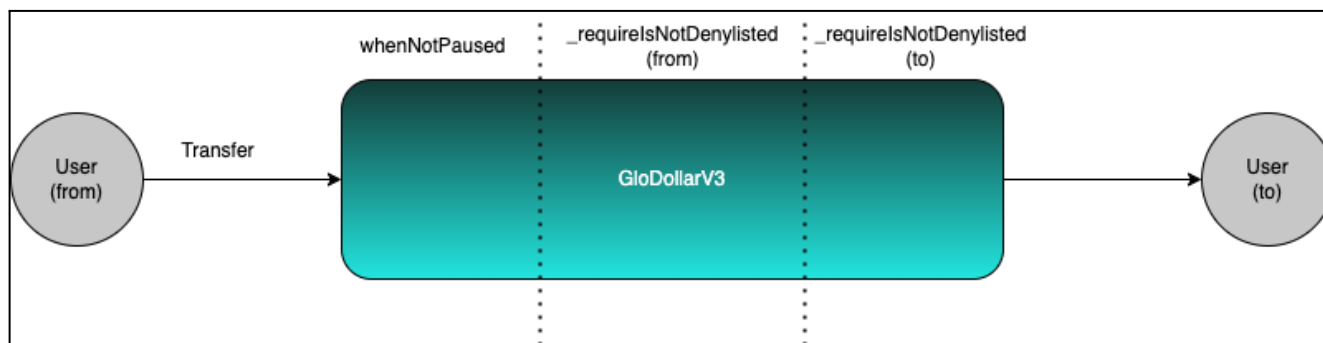 whenNotPaused
_requireIsNotDenylisted
(from)
_requireIsNotDenylisted
(to)
User
(from)
Transfer
GloDollarV3
User
(to)